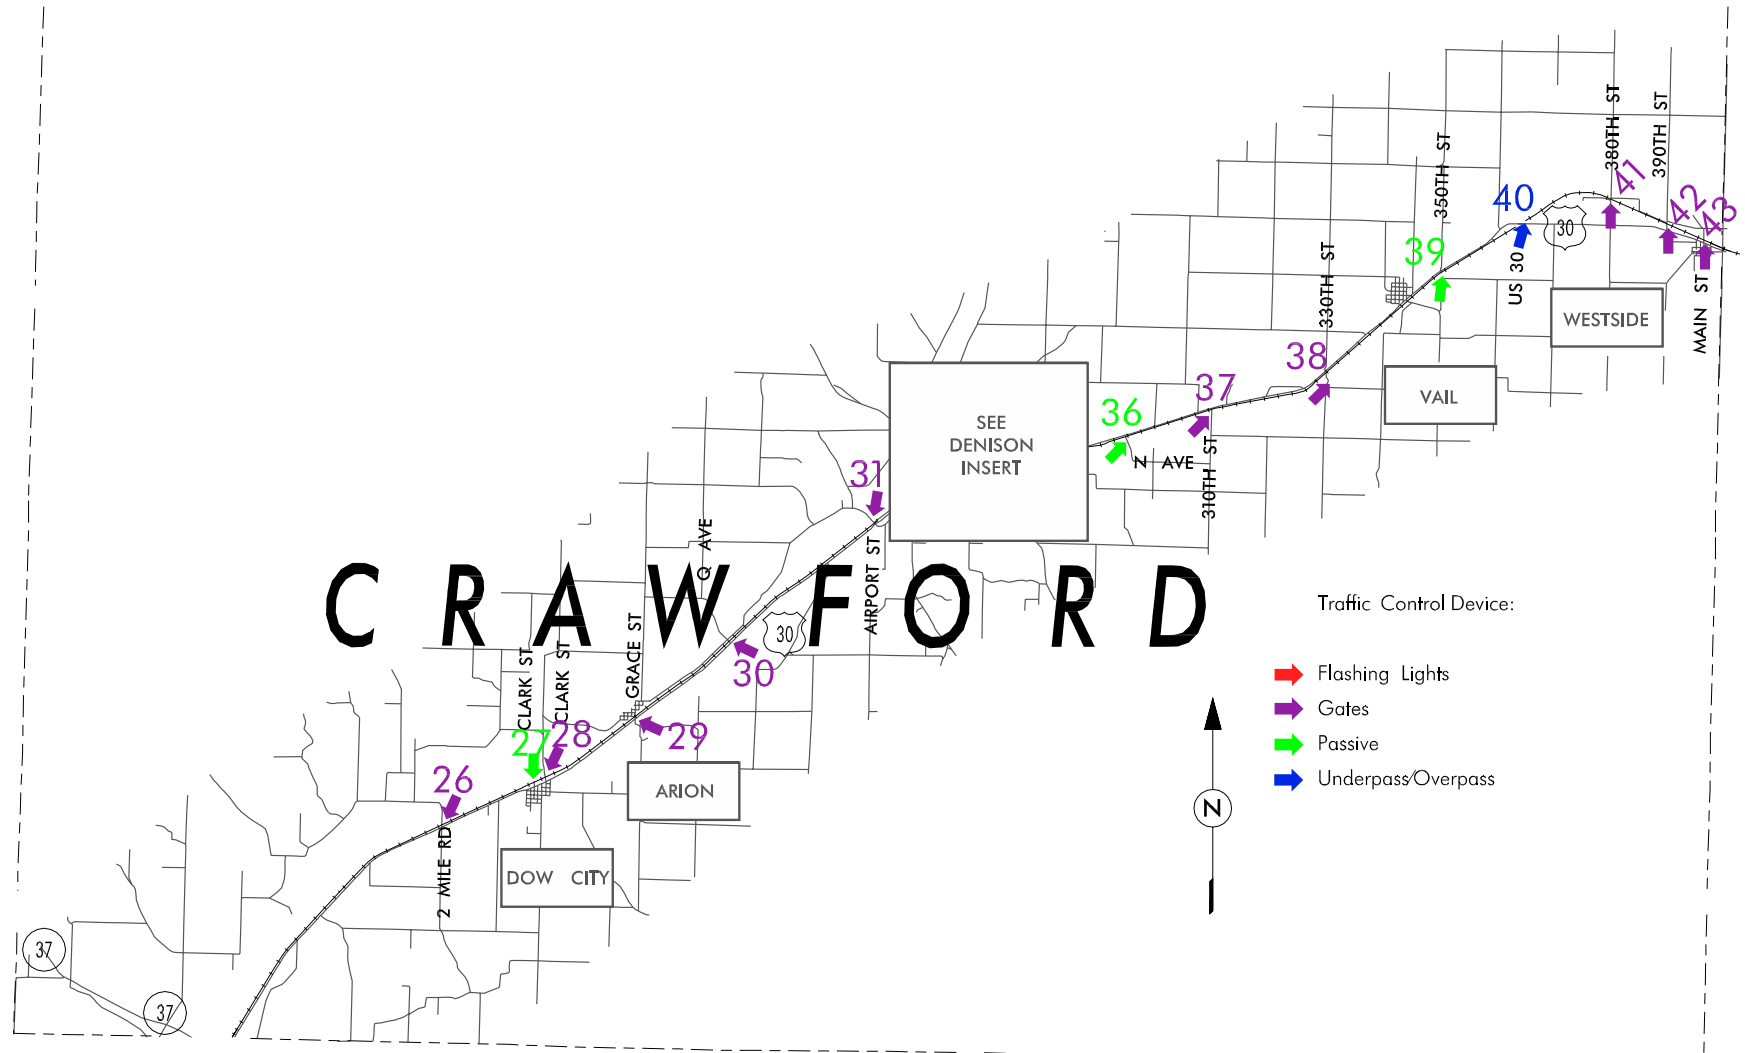 380TH ST
390TH ST
350TH ST
41
40
30
42
43
39
330TH ST
US 30
MAIN ST
WESTSIDE
38
37
VAIL
36
SEE
DENISON
INSERT
Z AVE
310TH ST
31
Q AVE
AIRPORT ST
CRAWFORD
30
30
GRACE ST
CLARK ST
CLARK ST
29
28
27
26
ARION
2 MILE RD
DOW CITY
37
37
Traffic Control Device:
Flashing Lights
Gates
Passive
Underpass/Overpass
N